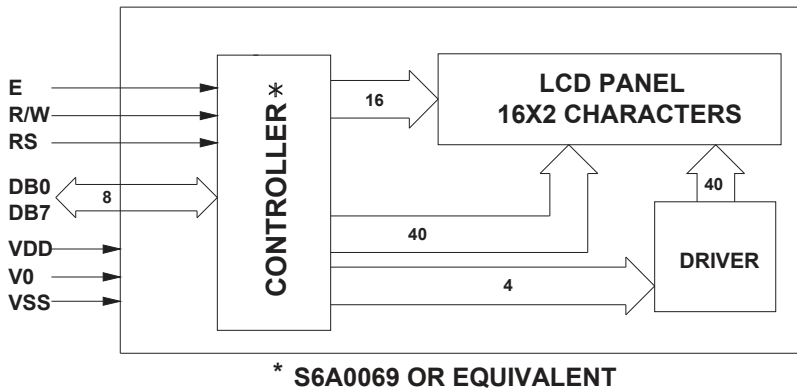 E
R/W
RS
DB0
DB7
8
VDD
V0
VSS
CONTROLLER*
16
LCD PANEL
16X2 CHARACTERS
40
40
DRIVER
4
* S6A0069 OR EQUIVALENT